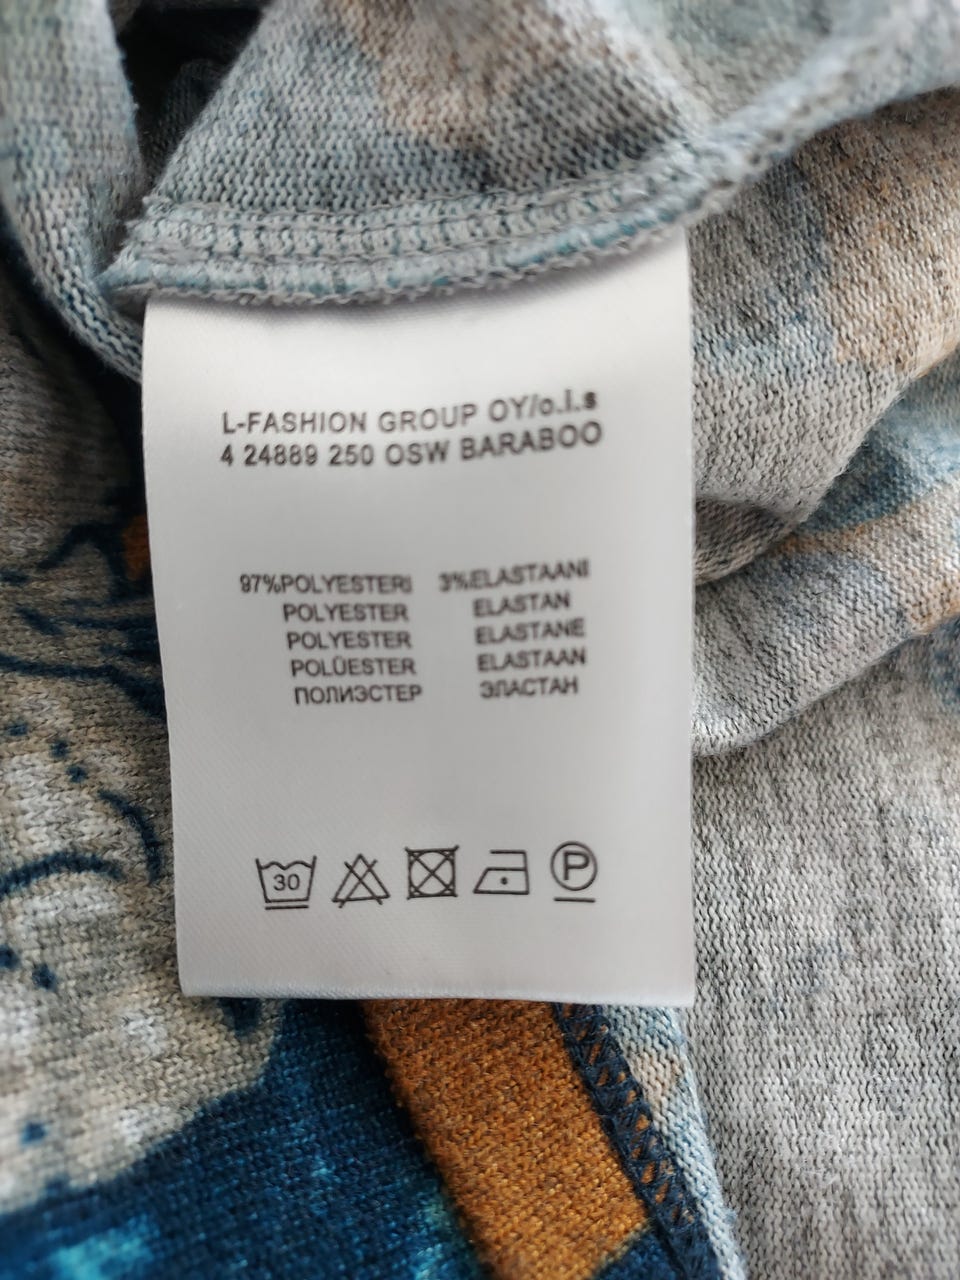 L-FASHION GROUP OY/o.l.s
4 24889 250 OSW BARABOO
97%POLYESTERI 3%ELASTAANI
POLYESTER ELASTAN
POLYESTER ELASTANE
POLÜESTER ELASTAAN
ПОЛИЭСТЕР ЭЛАСТАН
30 P